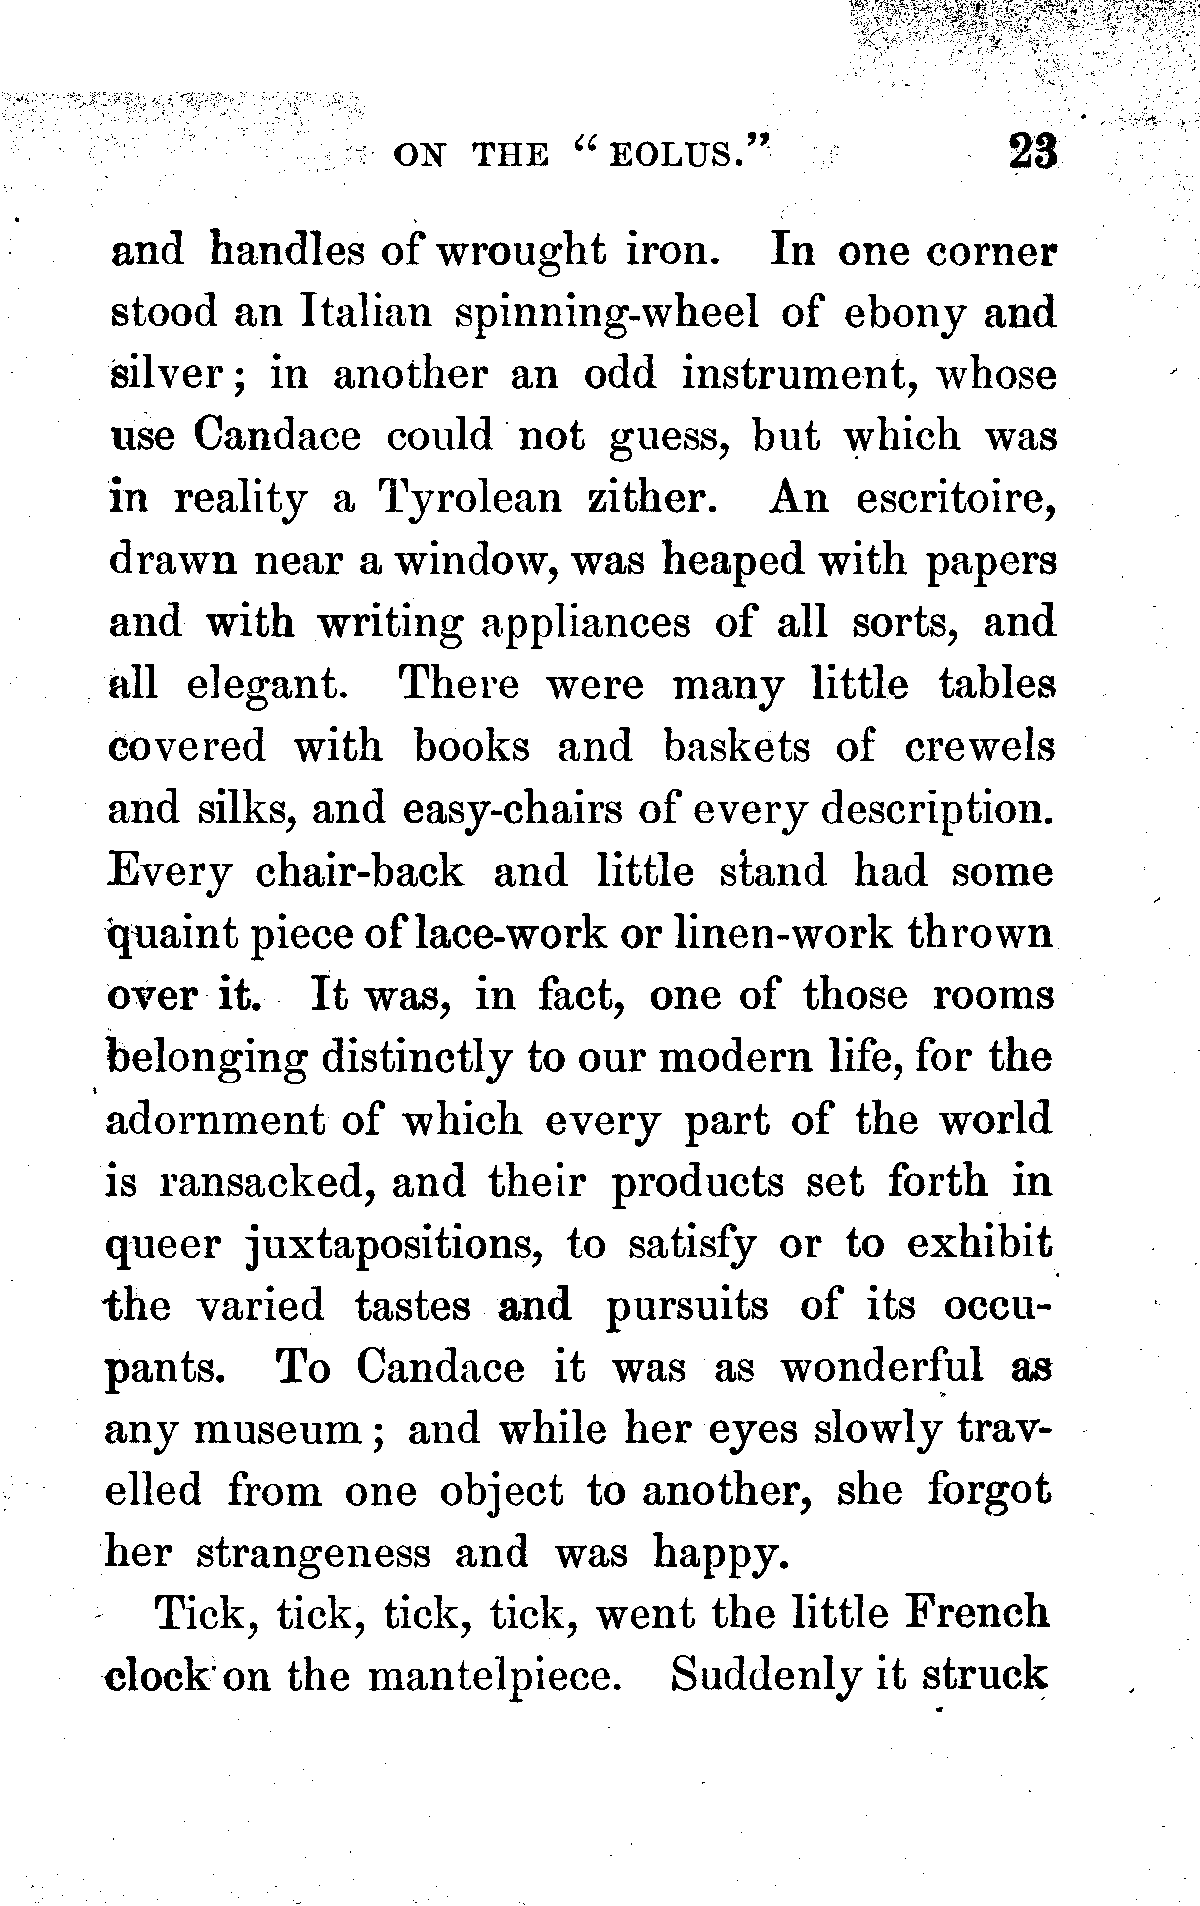 ON THE “EOLUS.” 23
and handles of wrought iron. In one corner
stood an Italian spinning-wheel of ebony and
silver; in another an odd instrument, whose
use Candace could not guess, but which was
in reality a Tyrolean zither. An escritoire,
drawn near a window, was heaped with papers
and with writing appliances of all sorts, and
all elegant. There were many little tables
covered with books and baskets of crewels
and silks, and easy-chairs of every description.
Every chair-back and little stand had some
quaint piece of lace-work or linen-work thrown
over it. It was, in fact, one of those rooms
belonging distinctly to our modern life, for the
adornment of which every part of the world
is ransacked, and their products set forth in
queer juxtapositions, to satisfy or to exhibit
the varied tastes and pursuits of its occu-
pants. To Candace it was as wonderful as
any museum; and while her eyes slowly trav-
elled from one object to another, she forgot
her strangeness and was happy.
Tick, tick, tick, tick, went the little French
clock on the mantelpiece. Suddenly it struck